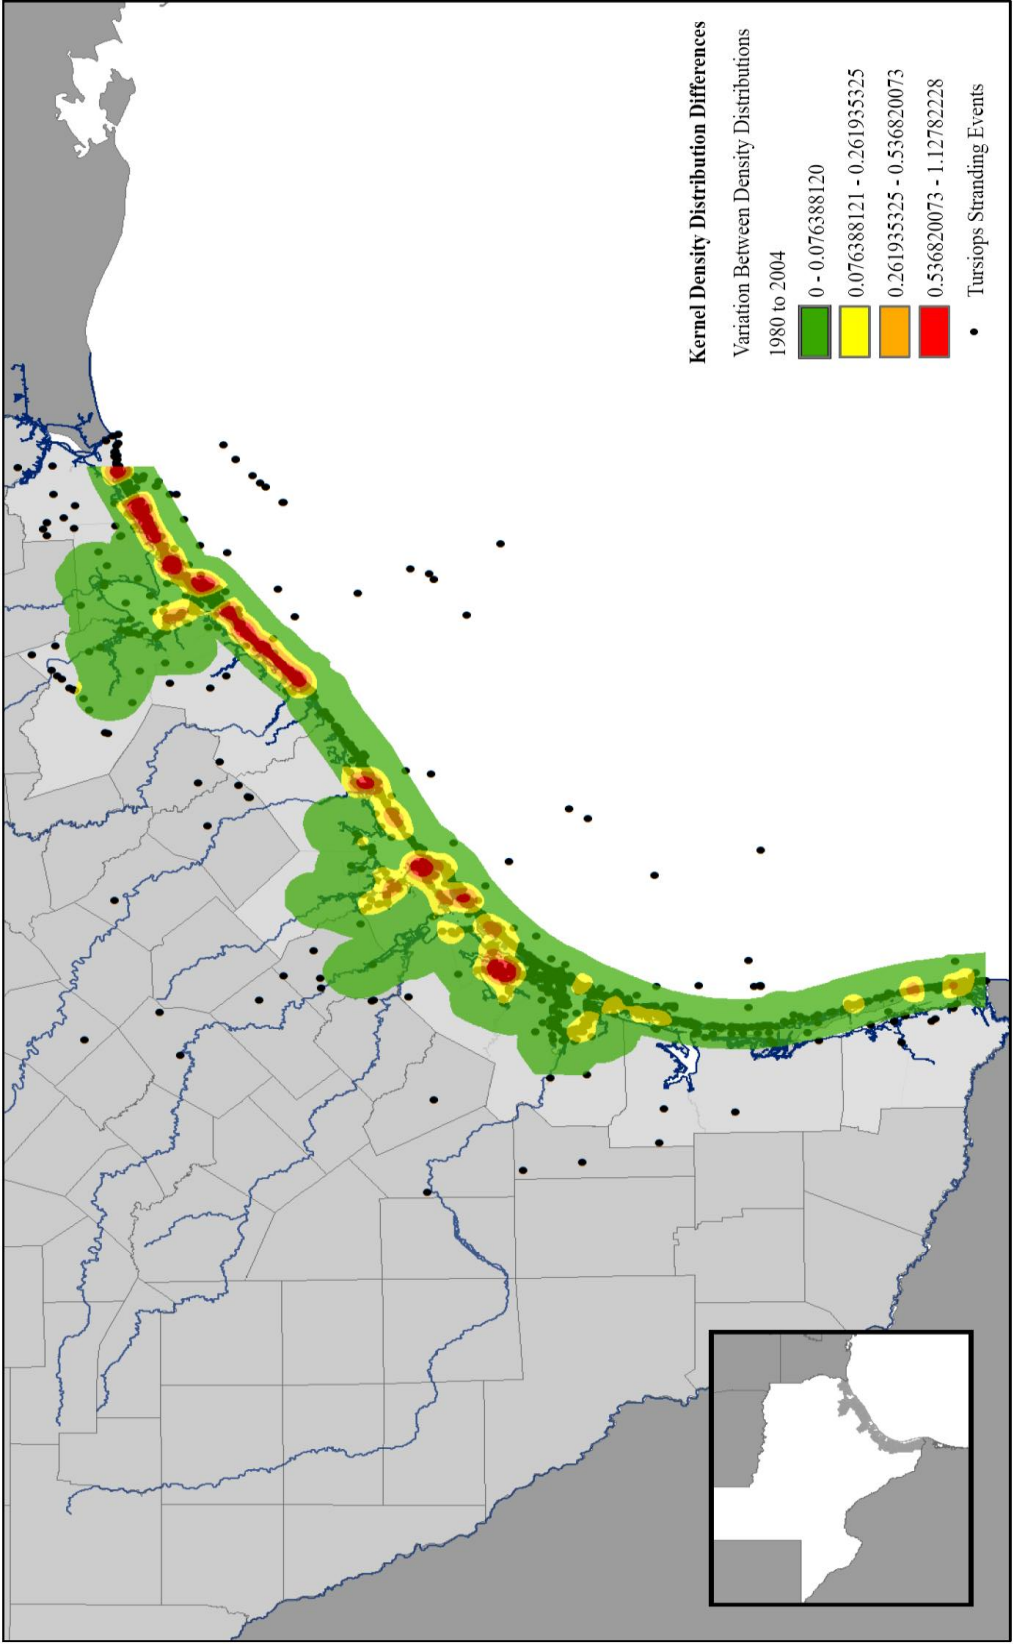 Kernel Density Distribution Differences
Variation Between Density Distributions
1980 to 2004
0 - 0.076388120
0.076388121 - 0.261935325
0.261935325 - 0.536820073
0.536820073 - 1.12782228
Tursiops Stranding Events